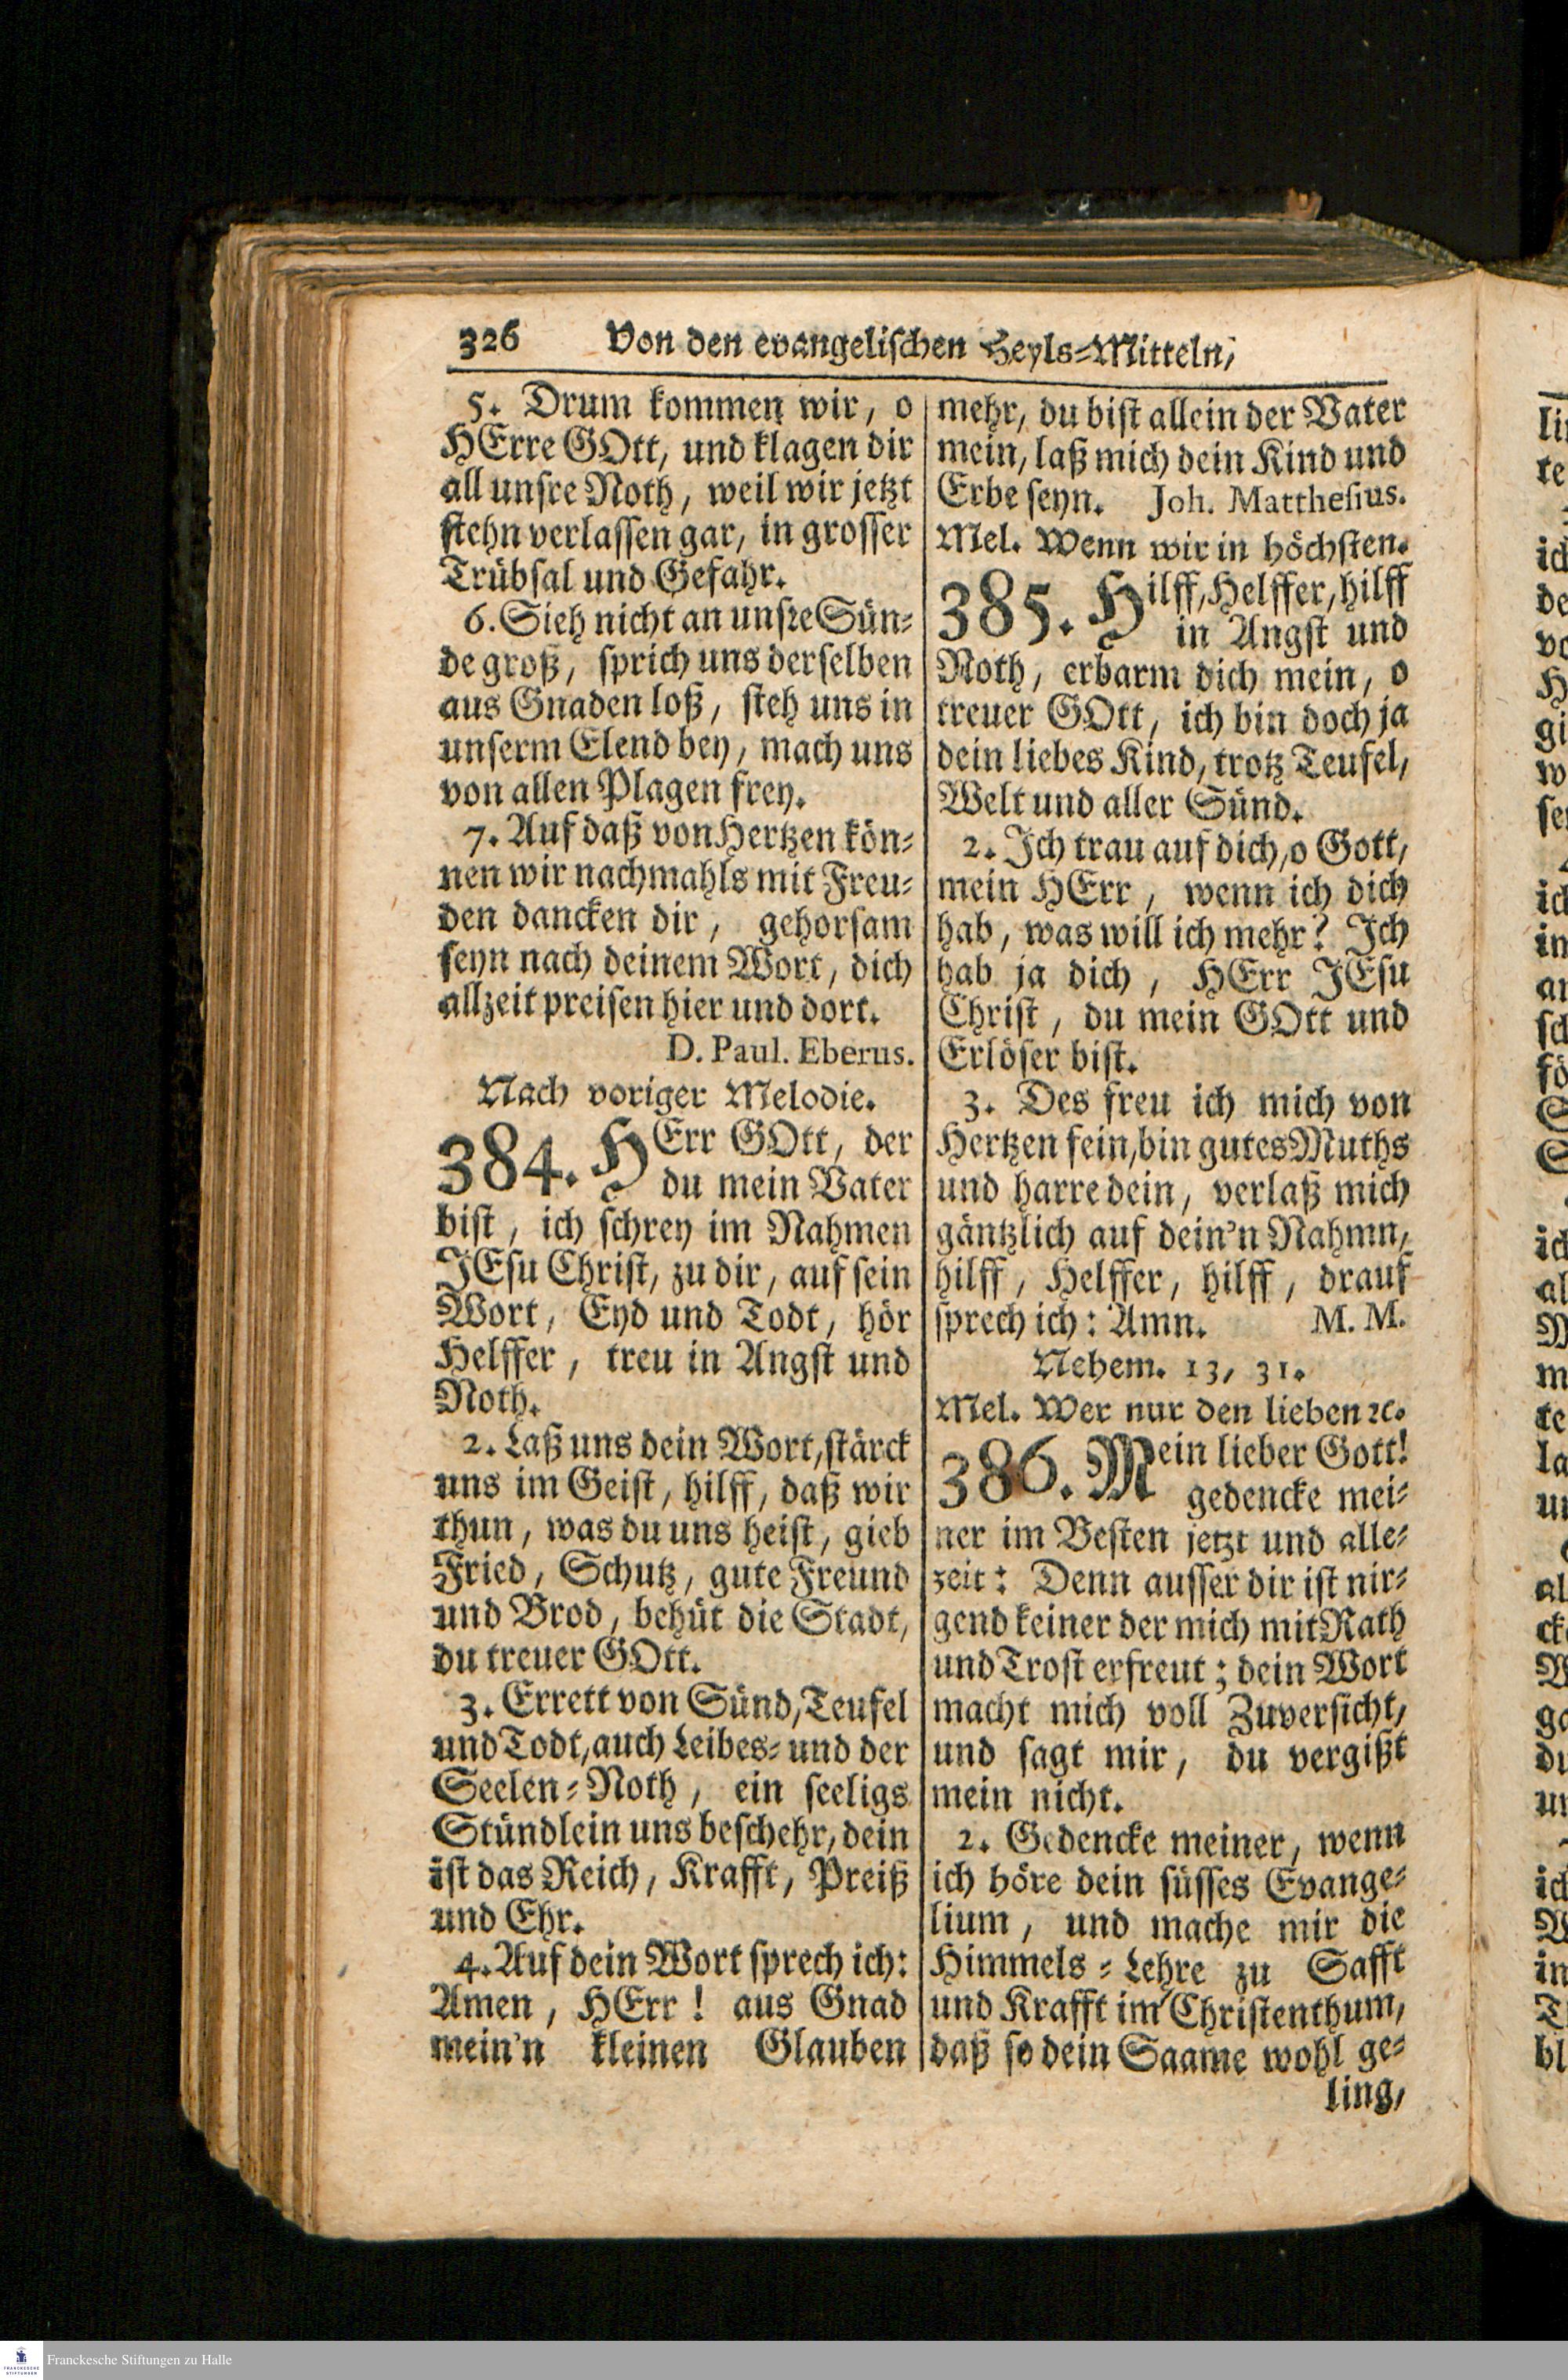 326 Von den evangelischen Heyls-Mitteln,
5. Drum kommen wir, o
HErre GOtt, und klagen dir
all unsre Noth, weil wir jetzt
stehn verlassen gar, in grosser
Trübsal und Gefahr.
6. Sieh nicht an unsre Sün-
de groß, sprich uns derselben
aus Gnaden loß, steh uns in
unserm Elend bey, mach uns
von allen Plagen frey.
7. Auf daß von Hertzen kön-
nen wir nachmahls mit Freu-
den dancken dir, gehorsam
seyn nach deinem Wort, dich
allzeit preisen hier und dort.
D. Paul. Eberus.
Nach voriger Melodie.
384. HErr GOtt, der
du mein Vater
bist, ich schrey im Nahmen
JEsu Christ, zu dir, auf sein
Wort, Eyd und Todt, hör
Helffer, treu in Angst und
Noth.
2. Laß uns dein Wort, stärck
uns im Geist, hilff, daß wir
thun, was du uns heist, gieb
Fried, Schutz, gute Freund
und Brod, behüt die Stadt,
du treuer GOtt.
3. Errett von Sünd, Teufel
und Todt, auch Leibes- und der
Seelen-Noth, ein seeligs
Stündlein uns beschehr, dein
ist das Reich, Krafft, Preiß
und Ehr.
4. Auf dein Wort sprech ich:
Amen, HErr! aus Gnad
mein'n kleinen Glauben
mehr, du bist allein der Vater
mein, laß mich dein Kind und
Erbe seyn. Joh. Matthesius.
Mel. Wenn wir in höchsten.
385. Hilff, Helffer, hilff
in Angst und
Noth, erbarm dich mein, o
treuer GOtt, ich bin doch ja
dein liebes Kind, trotz Teufel,
Welt und aller Sünd.
2. Ich trau auf dich, o Gott,
mein HErr, wenn ich dich
hab, was will ich mehr? Ich
hab ja dich, HErr JEsu
Christ, du mein GOtt und
Erlöser bist.
3. Des freu ich mich von
Hertzen fein, bin gutes Muths
und harre dein, verlaß mich
gäntzlich auf dein'n Nahmn,
hilff, Helffer, hilff, drauf
sprech ich: Amn. M. M.
Nehem. 13, 31.
Mel. Wer nur den lieben ꝛc.
386. Mein lieber Gott!
gedencke mei-
ner im Besten jetzt und alle-
zeit: Denn ausser dir ist nir-
gend keiner der mich mit Rath
und Trost erfreut; dein Wort
macht mich voll Zuversicht,
und sagt mir, du vergißt
mein nicht.
2. Gedencke meiner, wenn
ich höre dein süsses Evange-
lium, und mache mir die
Himmels-Lehre zu Safft
und Krafft im Christenthum,
daß so dein Saame wohl ge-
ling,
Franckesche Stiftungen zu Halle